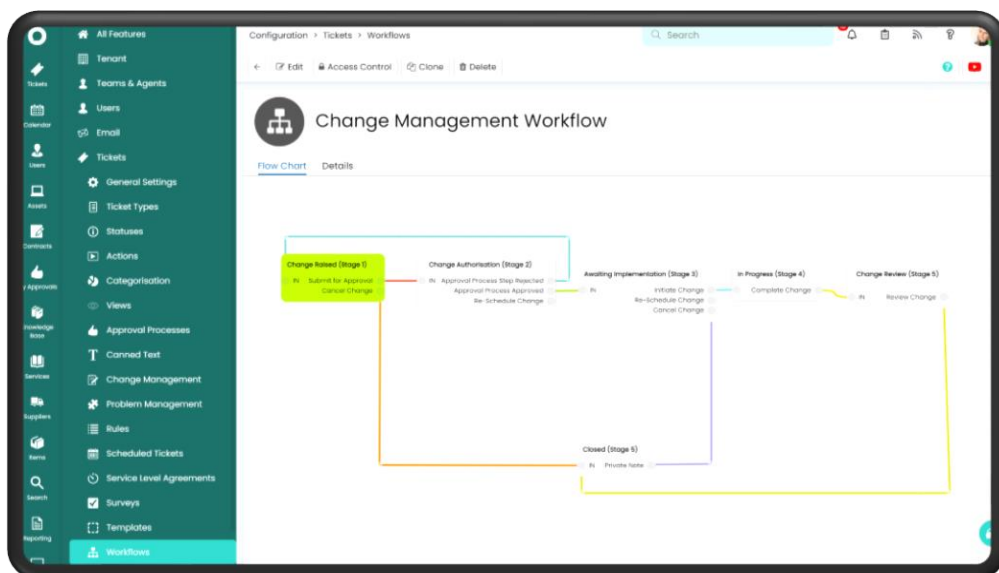 All Features
Tenant
Teams & Agents
Users
Email
Tickets
General Settings
Ticket Types
Statuses
Actions
Categorisation
Views
Approval Processes
Canned Text
Change Management
Problem Management
Rules
Scheduled Tickets
Service Level Agreements
Surveys
Templates
Workflows
Tickets
Calendar
Users
Assets
Contracts
y Approvals
Knowledge
Base
Services
Suppliers
Items
Search
Reporting
Configuration > Tickets > Workflows
Search
Edit
Access Control
Clone
Delete
Change Management Workflow
Flow Chart
Details
Change Raised (Stage 1)
IN Submit for Approval
Cancel Change
Change Authorisation (Stage 2)
IN Approval Process Step Rejected
Approval Process Approved
Re-Schedule Change
Awaiting Implementation (Stage 3)
IN Initiate Change
Re-Schedule Change
Cancel Change
In Progress (Stage 4)
Complete Change
Change Review (Stage 5)
IN Review Change
Closed (Stage 5)
IN Private Note